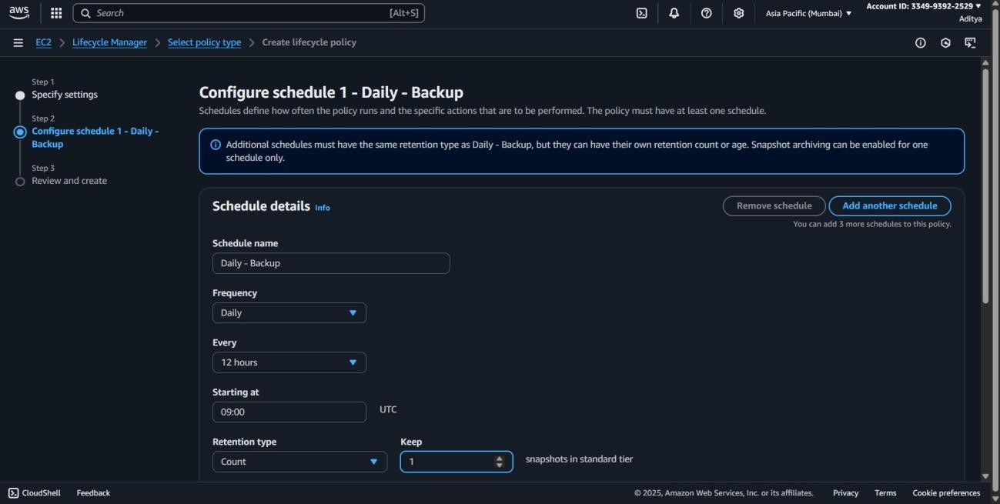 aws
Search
[Alt+S]
Asia Pacific (Mumbai)
Account ID: 3349-9392-2529
Aditya
EC2
Lifecycle Manager
Select policy type
Create lifecycle policy
Step 1
Specify settings
Step 2
Configure schedule 1 - Daily -
Backup
Step 3
Review and create
Configure schedule 1 - Daily - Backup
Schedules define how often the policy runs and the specific actions that are to be performed. The policy must have at least one schedule.
Additional schedules must have the same retention type as Daily - Backup, but they can have their own retention count or age. Snapshot archiving can be enabled for one
schedule only.
Schedule details Info
Remove schedule
Add another schedule
You can add 3 more schedules to this policy.
Schedule name
Daily - Backup
Frequency
Daily
Every
12 hours
Starting at
09:00
UTC
Retention type
Keep
Count
1
snapshots in standard tier
CloudShell
Feedback
© 2025, Amazon Web Services, Inc. or its affiliates.
Privacy
Terms
Cookie preferences